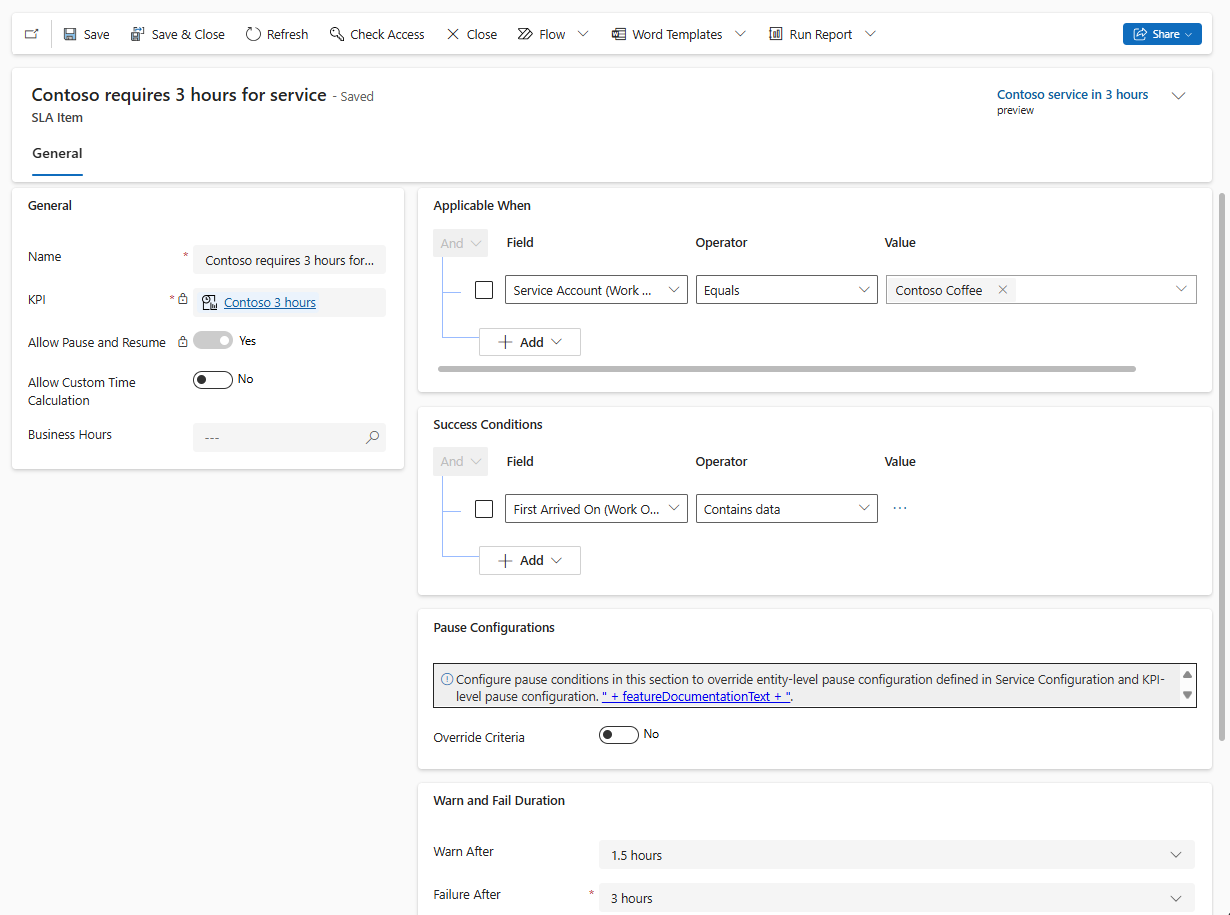 Save
Save & Close
Refresh
Check Access
Close
Flow
Word Templates
Run Report
Share
Contoso requires 3 hours for service - Saved
SLA Item
Contoso service in 3 hours
preview
General
General
Name * Contoso requires 3 hours for...
KPI * Contoso 3 hours
Allow Pause and Resume Yes
Allow Custom Time
Calculation
No
Business Hours ---
Applicable When
And Field Operator Value
Service Account (Work ... Equals Contoso Coffee
Add
Success Conditions
And Field Operator Value
First Arrived On (Work O... Contains data ...
Add
Pause Configurations
Configure pause conditions in this section to override entity-level pause configuration defined in Service Configuration and KPI-
level pause configuration. " + featureDocumentationText + ".
Override Criteria No
Warn and Fail Duration
Warn After 1.5 hours
Failure After * 3 hours